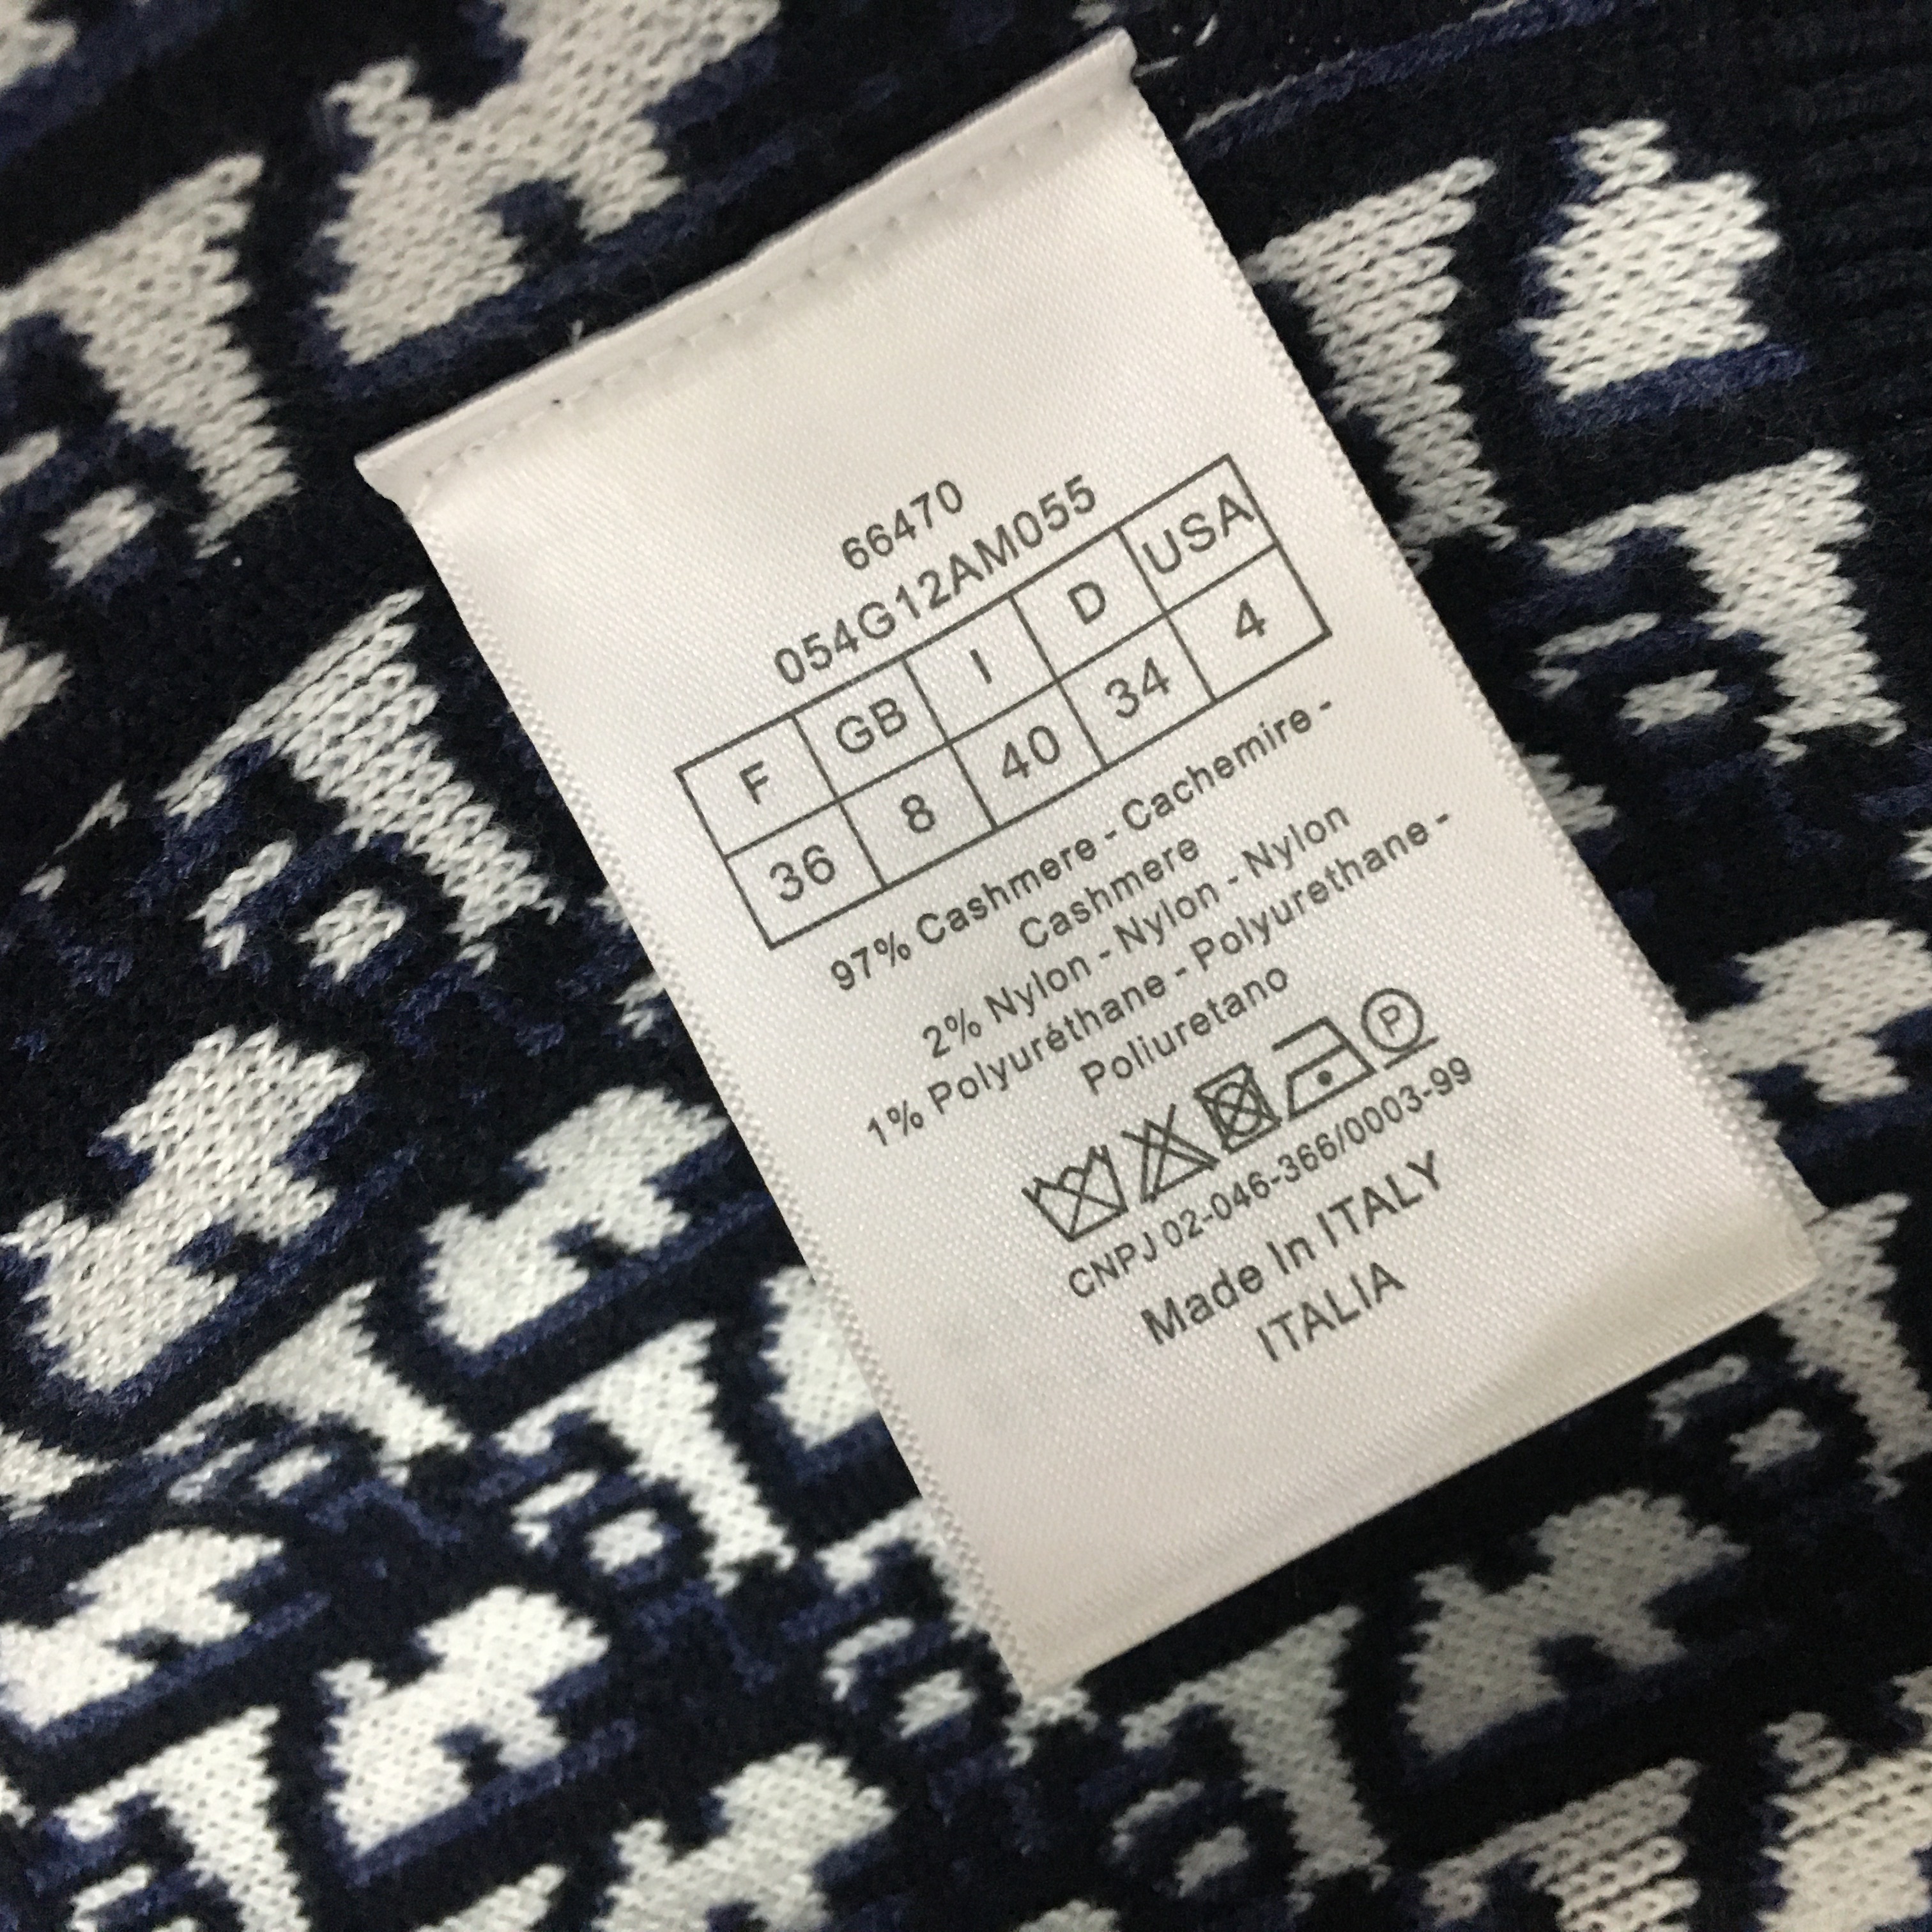 66470
054G12AM055
F GB I D USA
36 8 40 34 4
97% Cashmere - Cachemire -
Cashmere
2% Nylon - Nylon - Nylon
1% Polyuréthane - Polyurethane -
Poliuretano
P
CNPJ 02-046-366/0003-99
Made In ITALY
ITALIA